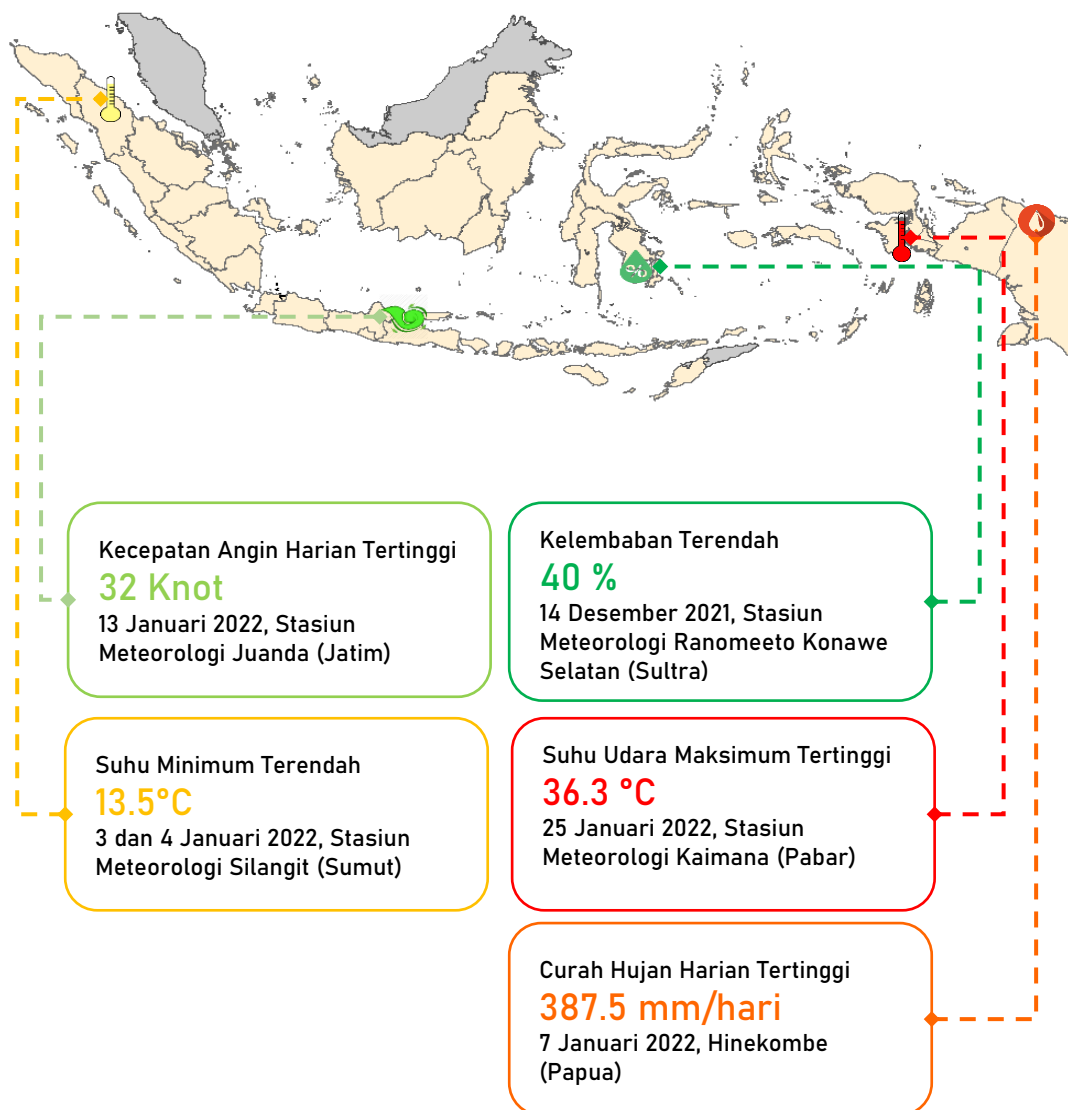 Kecepatan Angin Harian Tertinggi
32 Knot
13 Januari 2022, Stasiun
Meteorologi Juanda (Jatim)
Kelembaban Terendah
40 %
14 Desember 2021, Stasiun
Meteorologi Ranomeeto Konawe
Selatan (Sultra)
Suhu Minimum Terendah
13.5°C
3 dan 4 Januari 2022, Stasiun
Meteorologi Silangit (Sumut)
Suhu Udara Maksimum Tertinggi
36.3 °C
25 Januari 2022, Stasiun
Meteorologi Kaimana (Pabar)
Curah Hujan Harian Tertinggi
387.5 mm/hari
7 Januari 2022, Hinekombe
(Papua)